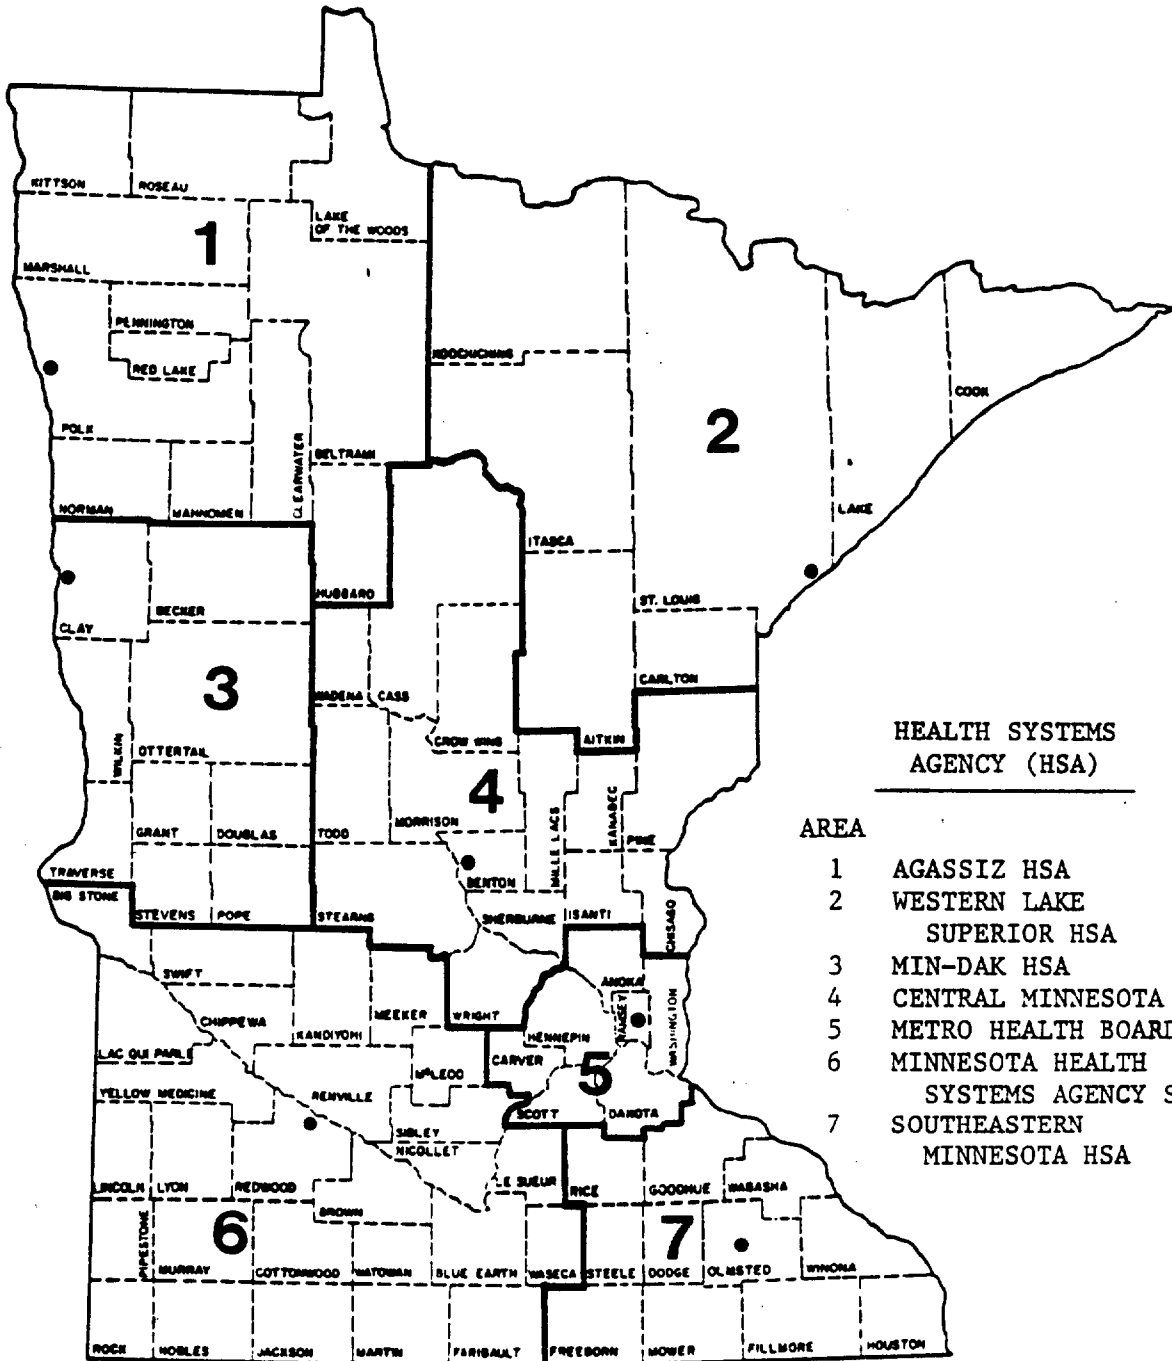 KITTSON
ROSEAU
LAKE
OF THE WOODS
1
MARSHALL
PENNINGTON
RED LAKE
KOOCHICHING
COOK
2
POLK
BELTRAMI
CLEARWATER
NORMAN
MAHNOMEN
LAKE
ITASCA
HUBBARD
ST. LOUIS
BECKER
CLAY
3
WADENA
CASS
CARLTON
WILKIN
OTTERTAIL
CROW WING
AITKIN
4
HEALTH SYSTEMS
AGENCY (HSA)
GRANT
DOUGLAS
TODD
MORRISON
MILLE LACS
KANABEC
PINE
AREA
TRAVERSE
BIG STONE
BENTON
STEVENS
POPE
STEARNS
SHERBURNE
ISANTI
CHISAGO
1 AGASSIZ HSA
2 WESTERN LAKE
SUPERIOR HSA
3 MIN-DAK HSA
4 CENTRAL MINNESOTA
5 METRO HEALTH BOARD
6 MINNESOTA HEALTH
SYSTEMS AGENCY S
7 SOUTHEASTERN
MINNESOTA HSA
SWIFT
ANOKA
CHIPPEWA
MEEKER
WRIGHT
RAMSEY
WASHINGTON
KANDIYOHI
HENNEPIN
LAC QUI PARLE
CARVER
McLEOD
5
YELLOW MEDICINE
RENVILLE
SCOTT
DAKOTA
SIBLEY
NICOLLET
LE SUEUR
LINCOLN
LYON
REDWOOD
RICE
GOODHUE
WABASHA
BROWN
6
7
PIPESTONE
MURRAY
COTTONWOOD
WATONWAN
BLUE EARTH
WASECA
STEELE
DODGE
OLMSTED
WINONA
ROCK
NOBLES
JACKSON
MARTIN
FARIBAULT
FREEBORN
MOWER
FILLMORE
HOUSTON